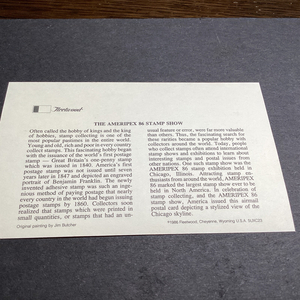 Fleetwood
THE AMERIPEX 86 STAMP SHOW
Often called the hobby of kings and the king
of hobbies, stamp collecting is one of the
most popular pastimes in the entire world.
Young and old, rich and poor in every country
collect stamps. This fascinating hobby began
with the issuance of the world's first postage
stamp — Great Britain's one-penny stamp
which was issued in 1840. America's first
postage stamp was not issued until seven
years later in 1847 and depicted an engraved
portrait of Benjamin Franklin. The newly
invented adhesive stamp was such an inge-
nious method of paying postage that nearly
every country in the world had begun issuing
postage stamps by 1860. Collectors soon
realized that stamps which were printed in
small quantities, or stamps that had an un-
usual feature or error, were far more valuable
than others. Thus, the fascinating search for
these rarities became a popular hobby with
collectors around the world. Today, people
who collect stamps often attend international
stamp shows and exhibitions to learn about
interesting stamps and postal issues from
other nations. One such stamp show was the
AMERIPEX 86 stamp exhibition held in
Chicago, Illinois. Attracting stamp en-
thusiasts from around the world, AMERIPEX
86 marked the largest stamp show ever to be
held in North America. In celebration of
stamp collecting, and the AMERIPEX 86
show, America issued this airmail
postal card depicting a stylized view of the
Chicago skyline.
Original painting by Jim Butcher
©1986 Fleetwood, Cheyenne, Wyoming U.S.A.